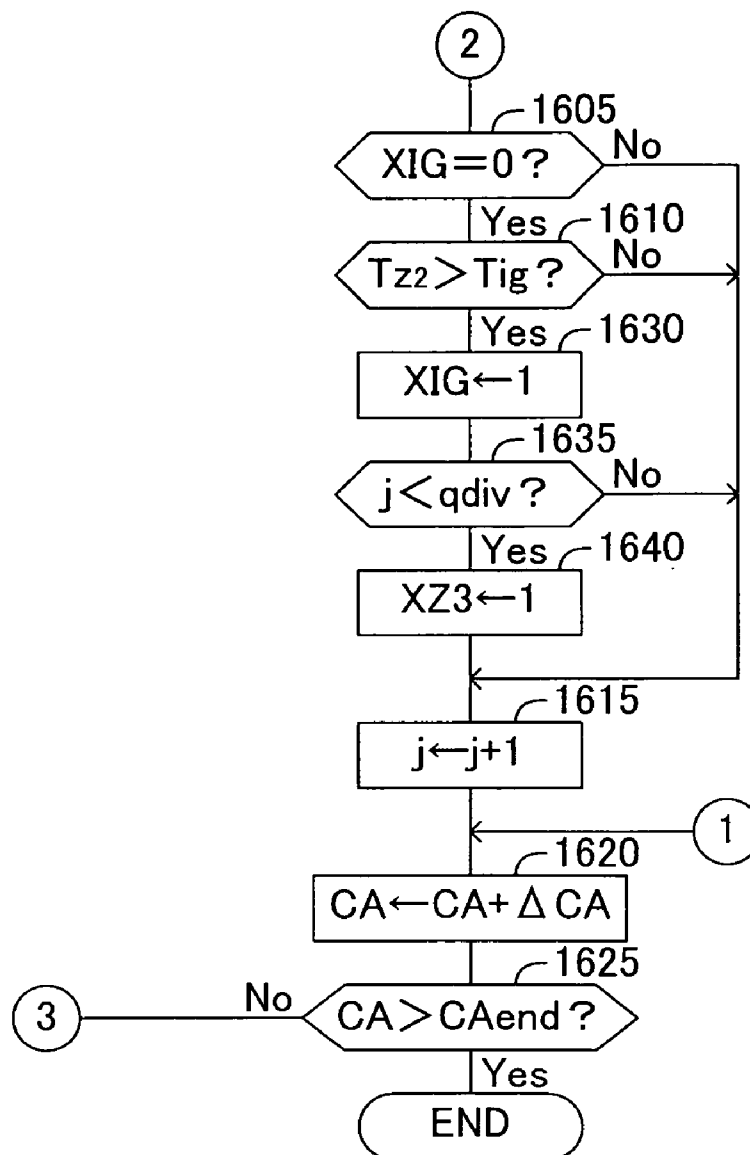 2
1605
XIG=0? No
Yes 1610
Tz2>Tig? No
Yes 1630
XIG←1
1635
j<qdiv? No
Yes 1640
XZ3←1
1615
j←j+1
1
1620
CA←CA+ΔCA
1625
3 No CA>CAend?
Yes
END